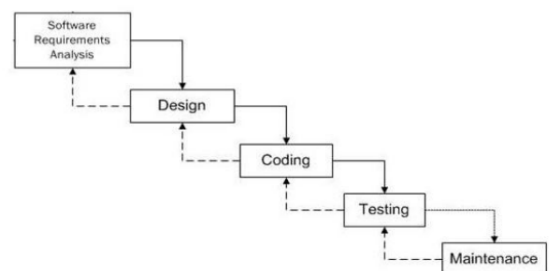 Software
Requirements
Analysis
Design
Coding
Testing
Maintenance